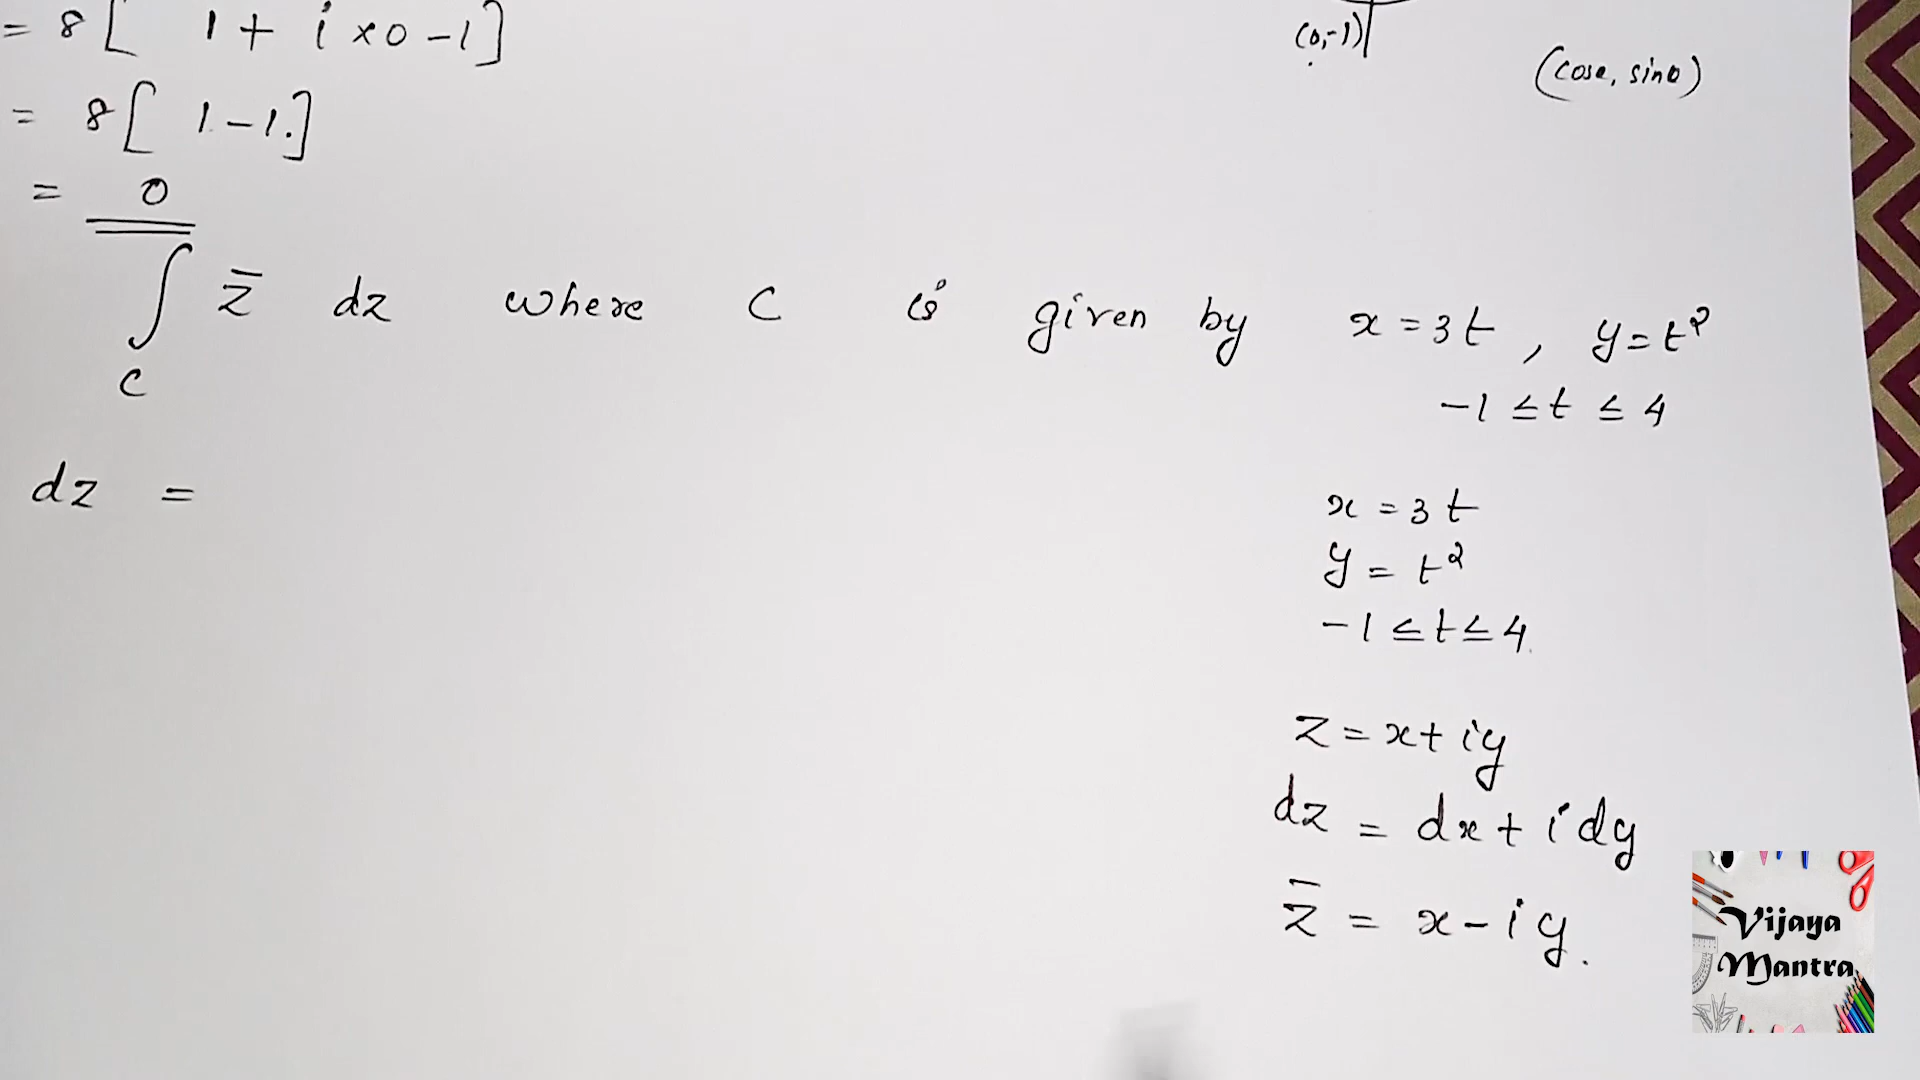 = 8[ 1 + i × 0 - 1]
(0,-1)
(cosθ, sinθ)
= 8[ 1 - 1.]
= 0
∫ z̄ dz where C is given by x = 3t , y = t²
C
-1 ≤ t ≤ 4
dz =
x = 3t
y = t²
-1 ≤ t ≤ 4.
z = x + iy
dz = dx + i dy
z̄ = x - iy.
Vijaya
Mantra